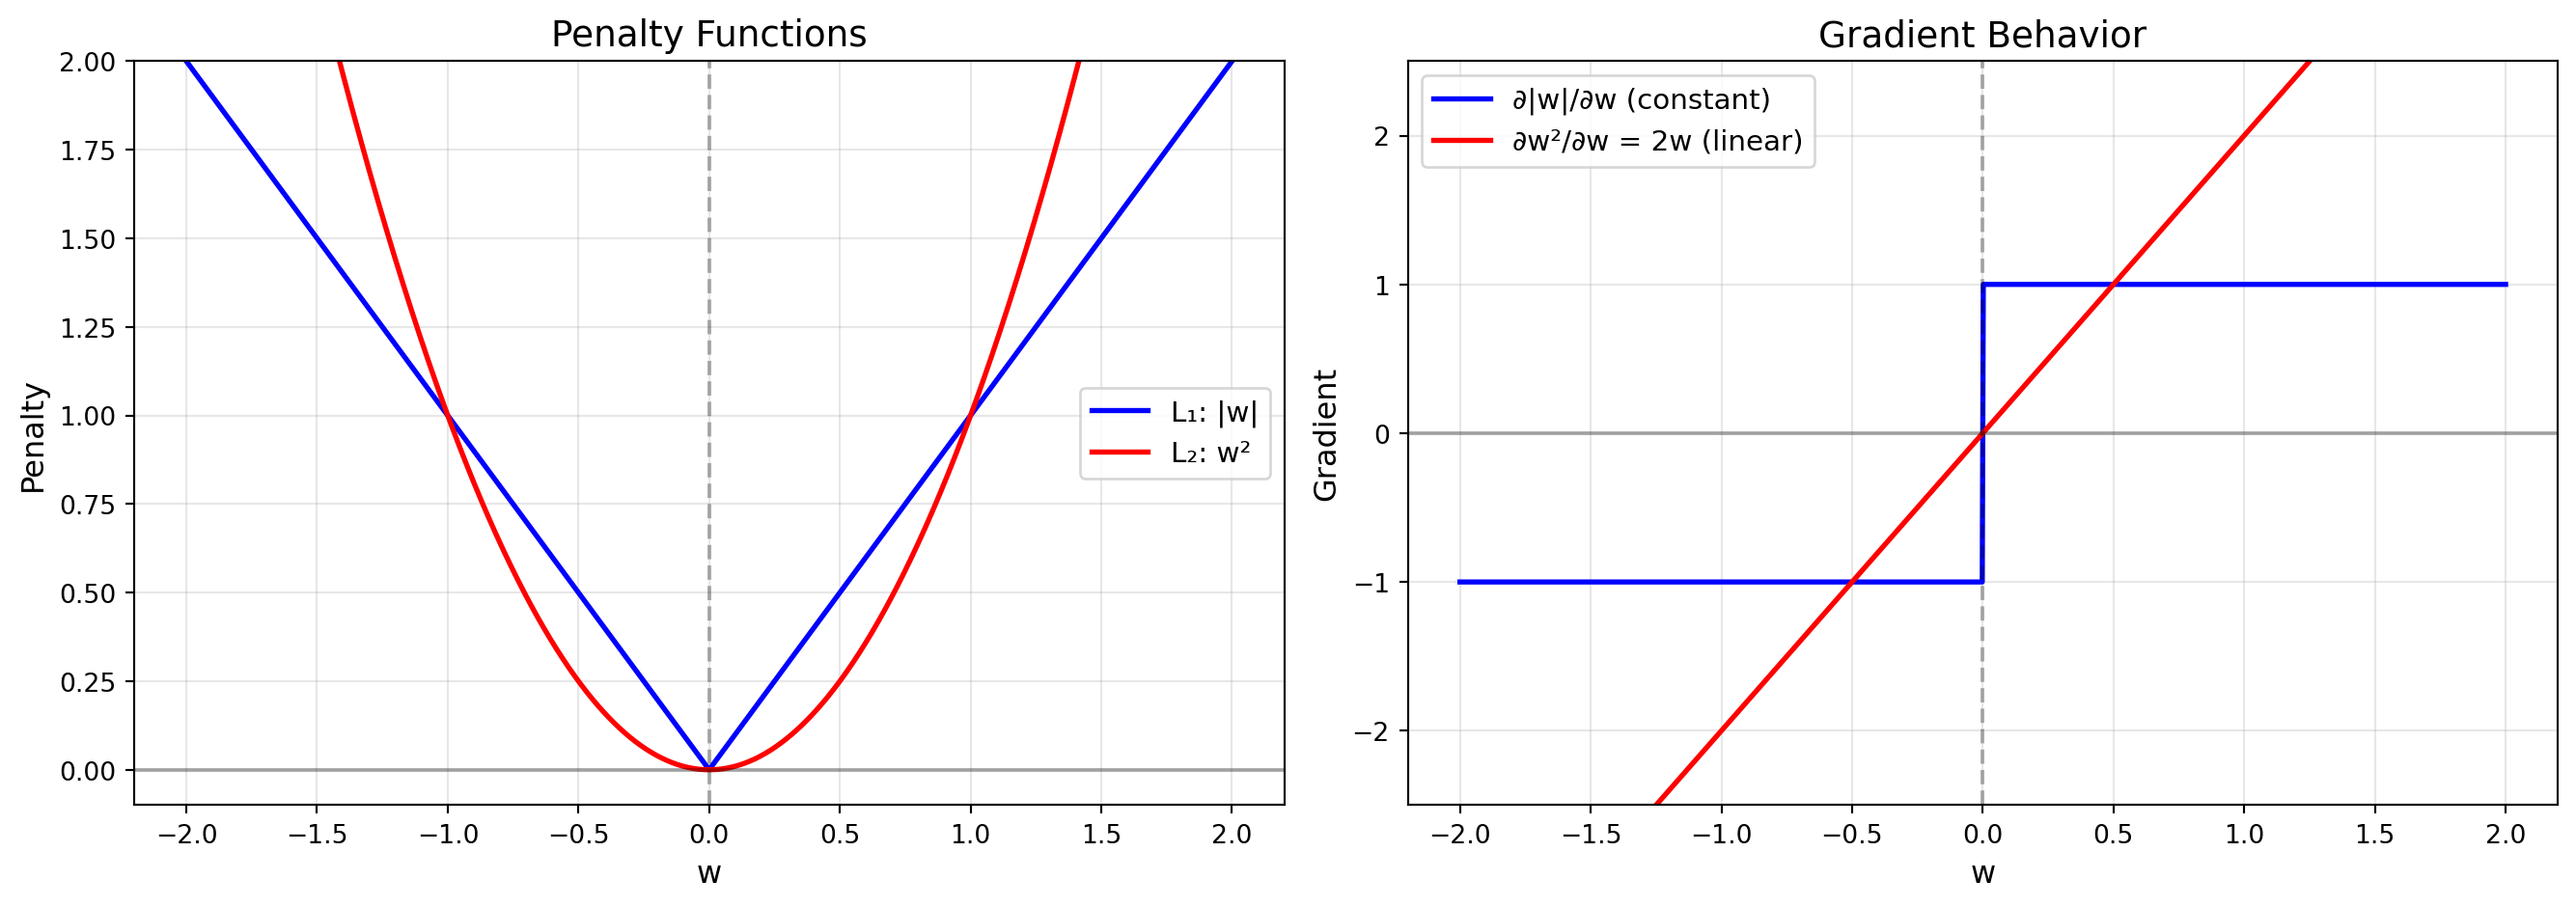 Penalty Functions
2.00
1.75
1.50
1.25
1.00
0.75
0.50
0.25
0.00
Penalty
L₁: |w|
L₂: w²
−2.0 −1.5 −1.0 −0.5 0.0 0.5 1.0 1.5 2.0
w
Gradient Behavior
∂|w|/∂w (constant)
∂w²/∂w = 2w (linear)
2
1
0
−1
−2
Gradient
−2.0 −1.5 −1.0 −0.5 0.0 0.5 1.0 1.5 2.0
w